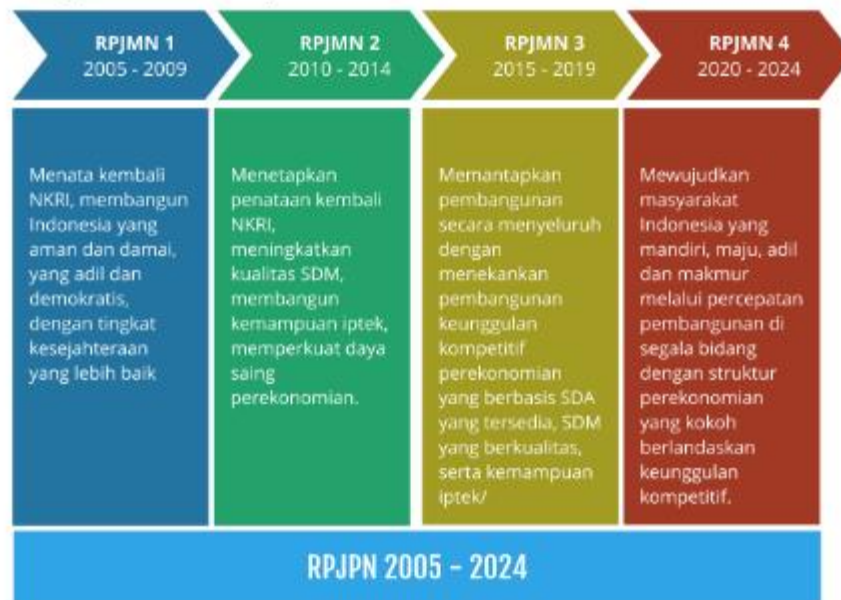 RPJMN 1
2005 - 2009
RPJMN 2
2010 - 2014
RPJMN 3
2015 - 2019
RPJMN 4
2020 - 2024
Menata kembali
NKRI, membangun
Indonesia yang
aman dan damai,
yang adil dan
demokratis,
dengan tingkat
kesejahteraan
yang lebih baik
Menetapkan
penataan kembali
NKRI,
meningkatkan
kualitas SDM,
membangun
kemampuan iptek,
memperkuat daya
saing
perekonomian.
Memantapkan
pembangunan
secara menyeluruh
dengan
menekankan
pembangunan
keunggulan
kompetitif
perekonomian
yang berbasis SDA
yang tersedia, SDM
yang berkualitas,
serta kemampuan
iptek/
Mewujudkan
masyarakat
Indonesia yang
mandiri, maju, adil
dan makmur
melalui percepatan
pembangunan di
segala bidang
dengan struktur
perekonomian
yang kokoh
berlandaskan
keunggulan
kompetitif.
RPJPN 2005 - 2024